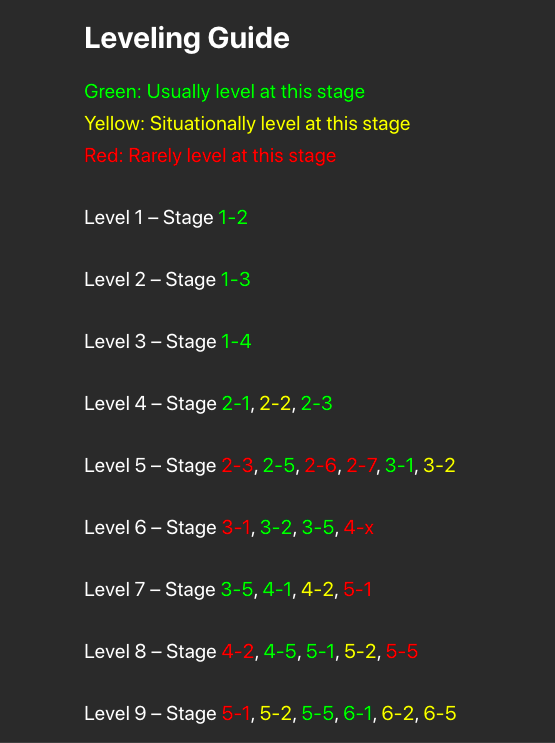 Leveling Guide
Green: Usually level at this stage
Yellow: Situationally level at this stage
Red: Rarely level at this stage
Level 1 – Stage 1-2
Level 2 – Stage 1-3
Level 3 – Stage 1-4
Level 4 – Stage 2-1, 2-2, 2-3
Level 5 – Stage 2-3, 2-5, 2-6, 2-7, 3-1, 3-2
Level 6 – Stage 3-1, 3-2, 3-5, 4-x
Level 7 – Stage 3-5, 4-1, 4-2, 5-1
Level 8 – Stage 4-2, 4-5, 5-1, 5-2, 5-5
Level 9 – Stage 5-1, 5-2, 5-5, 6-1, 6-2, 6-5